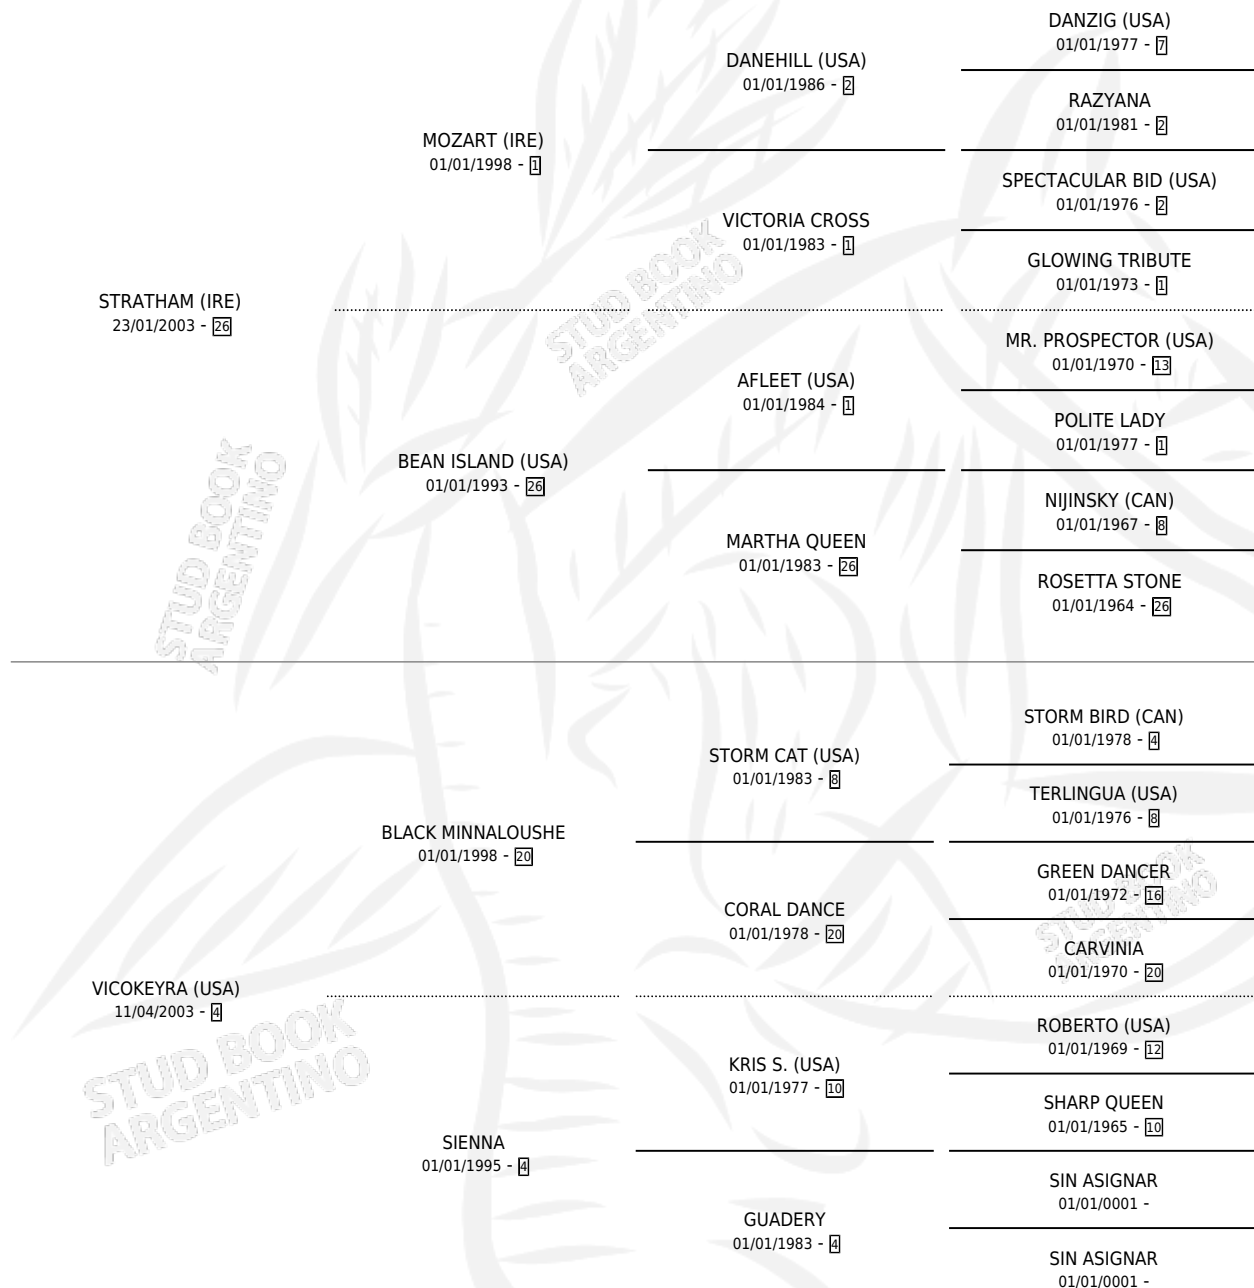 DANZIG (USA)
01/01/1977 - 7
DANEHILL (USA)
01/01/1986 - 2
RAZYANA
01/01/1981 - 2
MOZART (IRE)
01/01/1998 - 1
SPECTACULAR BID (USA)
01/01/1976 - 2
VICTORIA CROSS
01/01/1983 - 1
GLOWING TRIBUTE
01/01/1973 - 1
STRATHAM (IRE)
23/01/2003 - 26
STUD BOOK
ARGENTINO
MR. PROSPECTOR (USA)
01/01/1970 - 13
AFLEET (USA)
01/01/1984 - 1
POLITE LADY
01/01/1977 - 1
BEAN ISLAND (USA)
01/01/1993 - 26
NIJINSKY (CAN)
01/01/1967 - 8
MARTHA QUEEN
01/01/1983 - 26
ROSETTA STONE
01/01/1964 - 26
STUD BOOK
ARGENTINO
STORM BIRD (CAN)
01/01/1978 - 4
STORM CAT (USA)
01/01/1983 - 8
TERLINGUA (USA)
01/01/1976 - 8
BLACK MINNALOUSHE
01/01/1998 - 20
GREEN DANCER
01/01/1972 - 16
CORAL DANCE
01/01/1978 - 20
STUD BOOK
ARGENTINO
CARVINIA
01/01/1970 - 20
VICOKEYRA (USA)
11/04/2003 - 4
STUD BOOK
ARGENTINO
ROBERTO (USA)
01/01/1969 - 12
KRIS S. (USA)
01/01/1977 - 10
SHARP QUEEN
01/01/1965 - 10
SIENNA
01/01/1995 - 4
SIN ASIGNAR
01/01/0001 -
GUADERY
01/01/1983 - 4
SIN ASIGNAR
01/01/0001 -